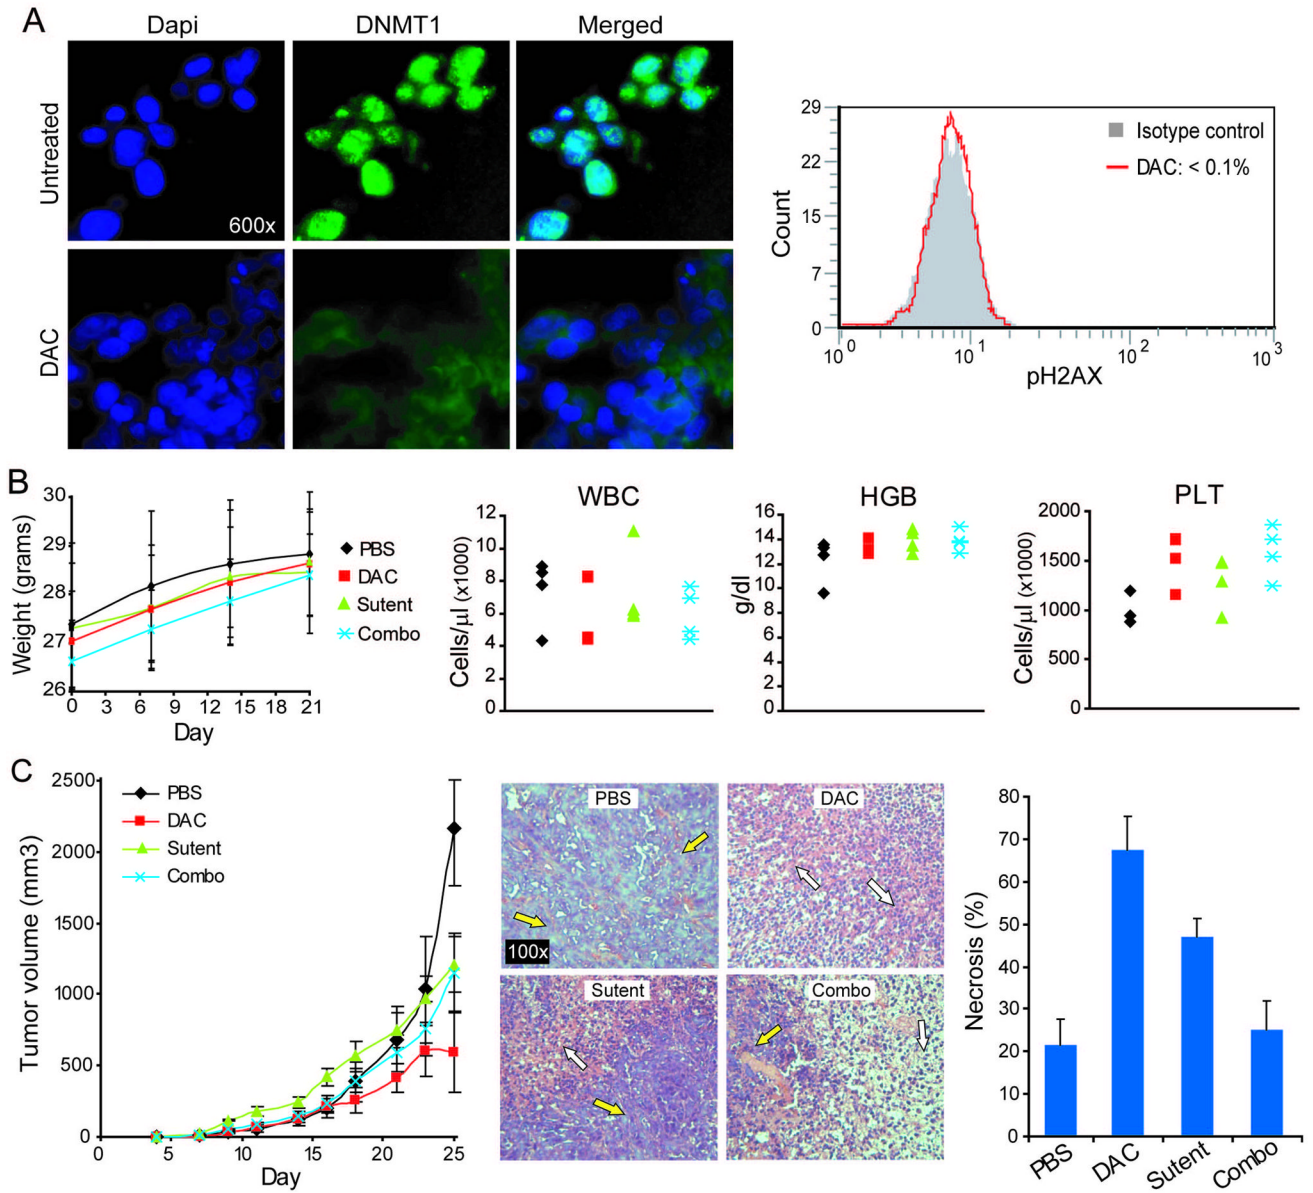 A
Dapi DNMT1 Merged
Untreated
600x
DAC
Count
29
22
15
7
0
Isotype control
DAC: < 0.1%
10^0 10^1 10^2 10^3
pH2AX
B
Weight (grams)
30
29
28
27
26
0 3 6 9 12 15 18 21
Day
PBS
DAC
Sutent
Combo
WBC
Cells/µl (x1000)
12
10
8
6
4
2
0
HGB
g/dl
16
14
12
10
8
6
4
2
0
PLT
Cells/µl (x1000)
2000
1500
1000
500
0
C
Tumor volume (mm3)
2500
2000
1500
1000
500
0
0 5 10 15 20 25
Day
PBS
DAC
Sutent
Combo
PBS
100x
DAC
Sutent
Combo
Necrosis (%)
80
70
60
50
40
30
20
10
0
PBS DAC Sutent Combo